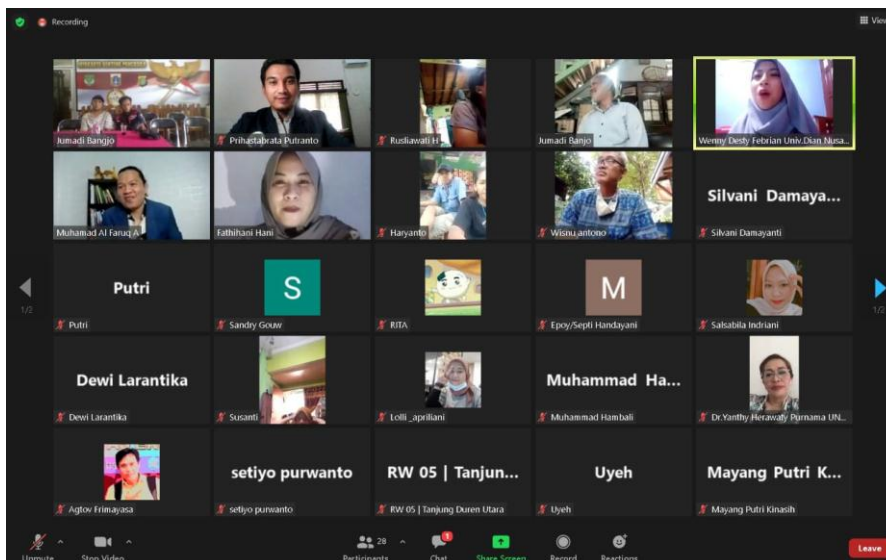 Recording
View
Jumadi Bangjo
Prihastabrata Putranto
Rusliawati H
Jumadi Banjo
Wenny Desty Febrian Univ.Dian Nusa...
Muhamad Al Faruq A
Fathihani Hani
Haryanto
Wisnu antono
Silvani Damaya...
Silvani Damayanti
1/2
Putri
Putri
S
Sandry Gouw
RITA
M
Epoy/Septi Handayani
Salsabila Indriani
1/2
Dewi Larantika
Dewi Larantika
Susanti
Lolli _apriliani
Muhammad Ha...
Muhammad Hambali
Dr.Yanthy Herawaty Purnama UN...
Agtov Frimayasa
setiyo purwanto
setiyo purwanto
RW 05 | Tanjun...
RW 05 | Tanjung Duren Utara
Uyeh
Uyeh
Mayang Putri K...
Mayang Putri Kinasih
Unmute
Stop Video
28
Participants
1
Chat
Share Screen
Record
Reactions
Leave